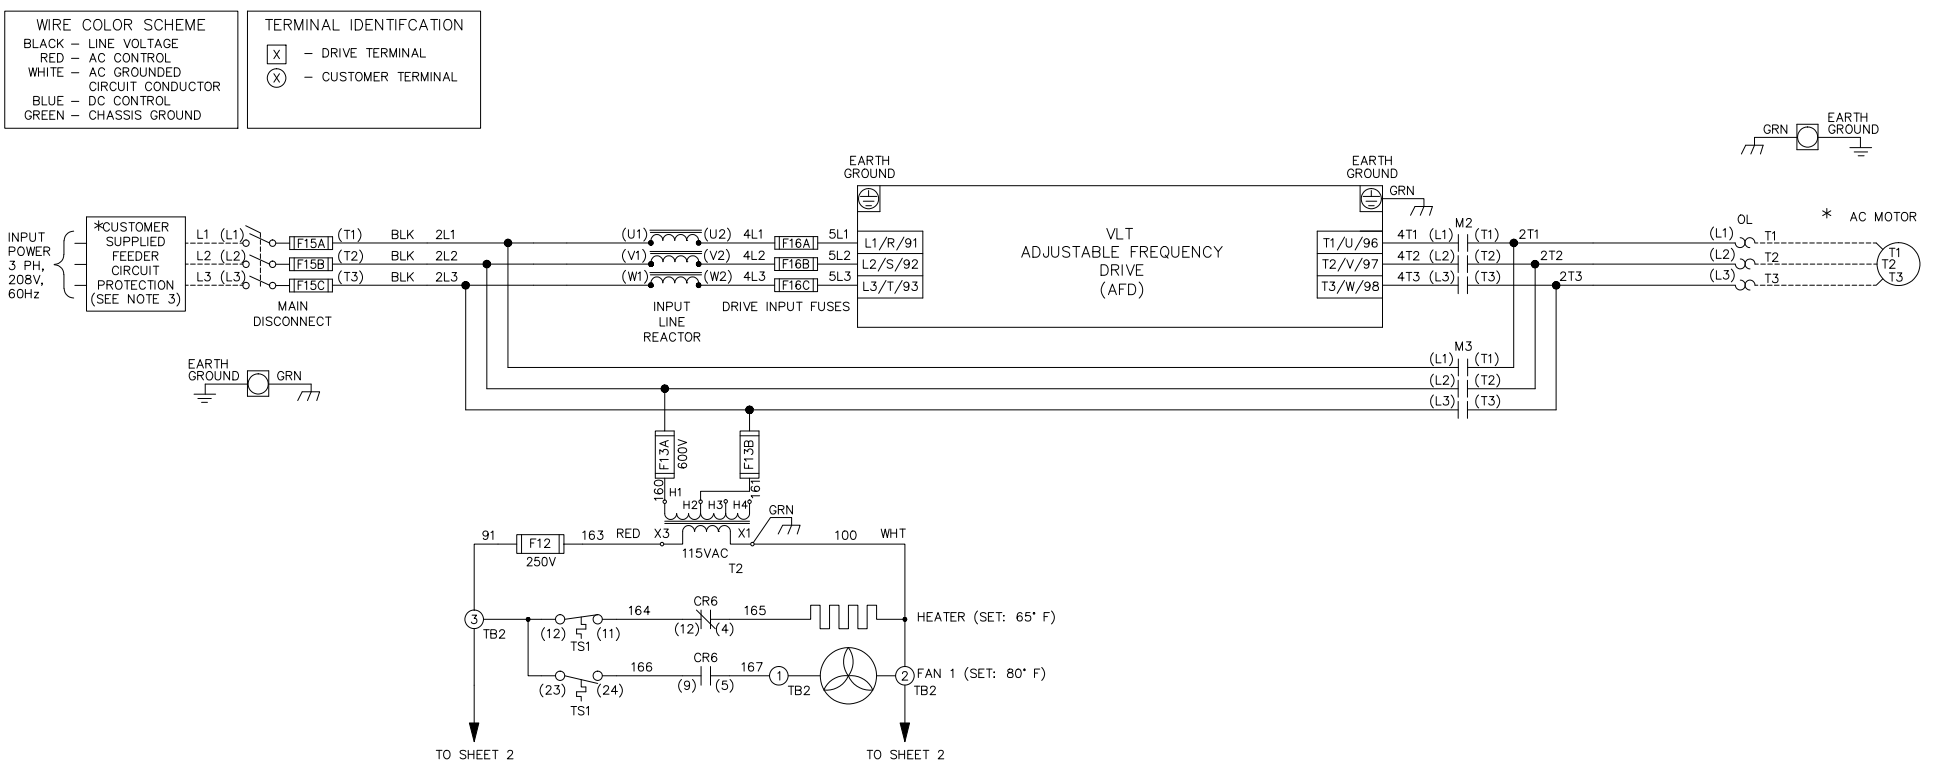 WIRE COLOR SCHEME
BLACK – LINE VOLTAGE
RED – AC CONTROL
WHITE – AC GROUNDED
CIRCUIT CONDUCTOR
BLUE – DC CONTROL
GREEN – CHASSIS GROUND
TERMINAL IDENTIFCATION
X – DRIVE TERMINAL
X – CUSTOMER TERMINAL
GRN
EARTH
GROUND
INPUT
POWER
3 PH,
208V,
60Hz
*CUSTOMER
SUPPLIED
FEEDER
CIRCUIT
PROTECTION
(SEE NOTE 3)
L1 (L1) F15A (T1) BLK 2L1
L2 (L2) F15B (T2) BLK 2L2
L3 (L3) F15C (T3) BLK 2L3
MAIN
DISCONNECT
(U1) (U2) 4L1 F16A 5L1
(V1) (V2) 4L2 F16B 5L2
(W1) (W2) 4L3 F16C 5L3
INPUT
LINE
REACTOR
DRIVE INPUT FUSES
EARTH
GROUND
L1/R/91
L2/S/92
L3/T/93
VLT
ADJUSTABLE FREQUENCY
DRIVE
(AFD)
EARTH
GROUND
GRN
T1/U/96
T2/V/97
T3/W/98
M2
4T1 (L1) (T1) 2T1
4T2 (L2) (T2) 2T2
4T3 (L3) (T3) 2T3
OL
(L1) T1
(L2) T2
(L3) T3
* AC MOTOR
T1
T2
T3
M3
(L1) (T1)
(L2) (T2)
(L3) (T3)
EARTH
GROUND
GRN
F13A
600V
F13B
160
161
H1
H2 H3 H4
GRN
91 F12 163 RED X3 X1 100 WHT
250V
115VAC
T2
3
TB2
164 CR6 165
(12) (11) (12) (4)
TS1
HEATER (SET: 65° F)
166 CR6 167 1
(23) (24) (9) (5) TB2
TS1
2
TB2
FAN 1 (SET: 80° F)
TO SHEET 2
TO SHEET 2